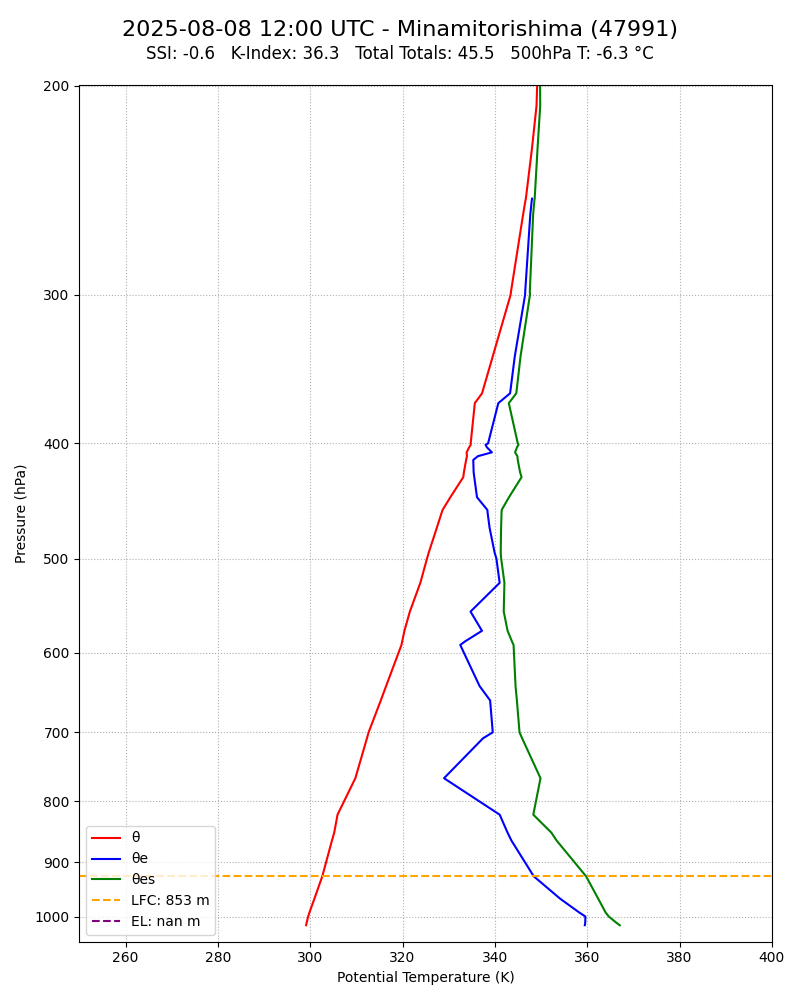 2025-08-08 12:00 UTC - Minamitorishima (47991)
SSI: -0.6   K-Index: 36.3   Total Totals: 45.5   500hPa T: -6.3 °C
200
300
400
500
600
700
800
900
1000
Pressure (hPa)
θ
θe
θes
LFC: 853 m
EL: nan m
260 280 300 320 340 360 380 400
Potential Temperature (K)